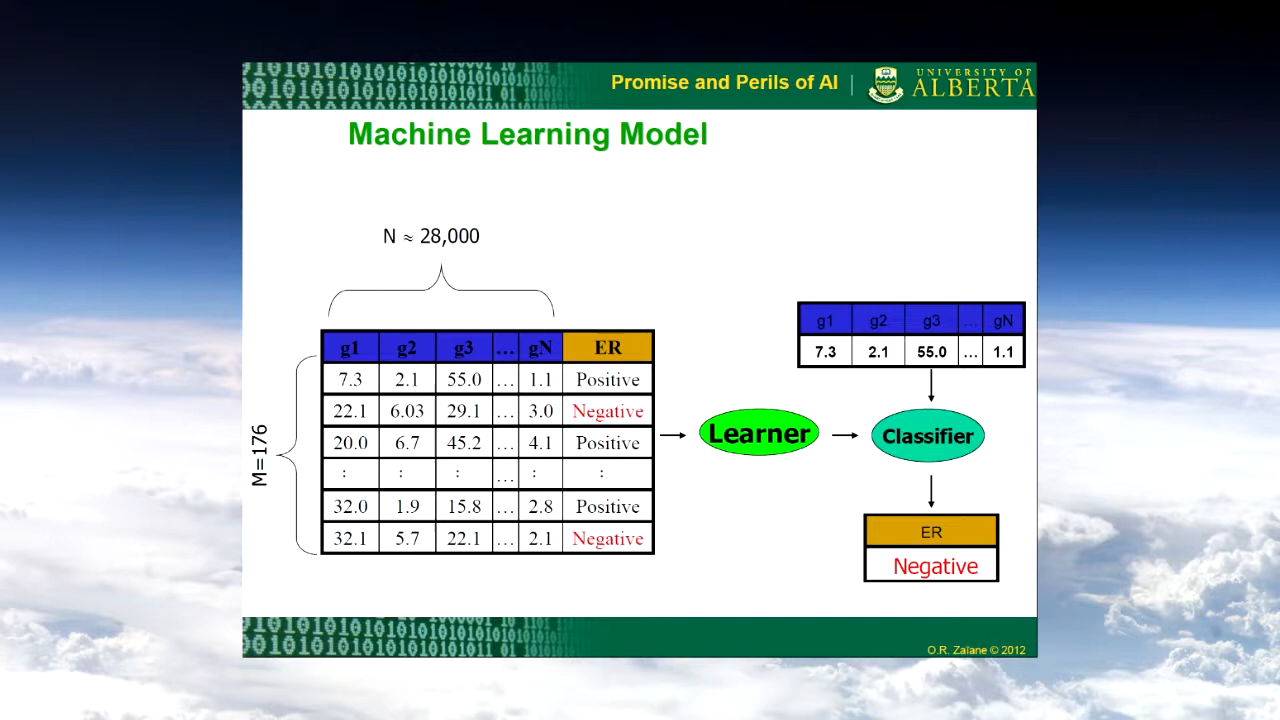 Promise and Perils of AI
UNIVERSITY OF
ALBERTA
Machine Learning Model
N ≈ 28,000
M=176
g1 g2 g3 … gN ER
7.3 2.1 55.0 … 1.1 Positive
22.1 6.03 29.1 … 3.0 Negative
20.0 6.7 45.2 … 4.1 Positive
: : : … : :
32.0 1.9 15.8 … 2.8 Positive
32.1 5.7 22.1 … 2.1 Negative
Learner
g1 g2 g3 … gN
7.3 2.1 55.0 … 1.1
Classifier
ER
Negative
O.R. Zaïane © 2012